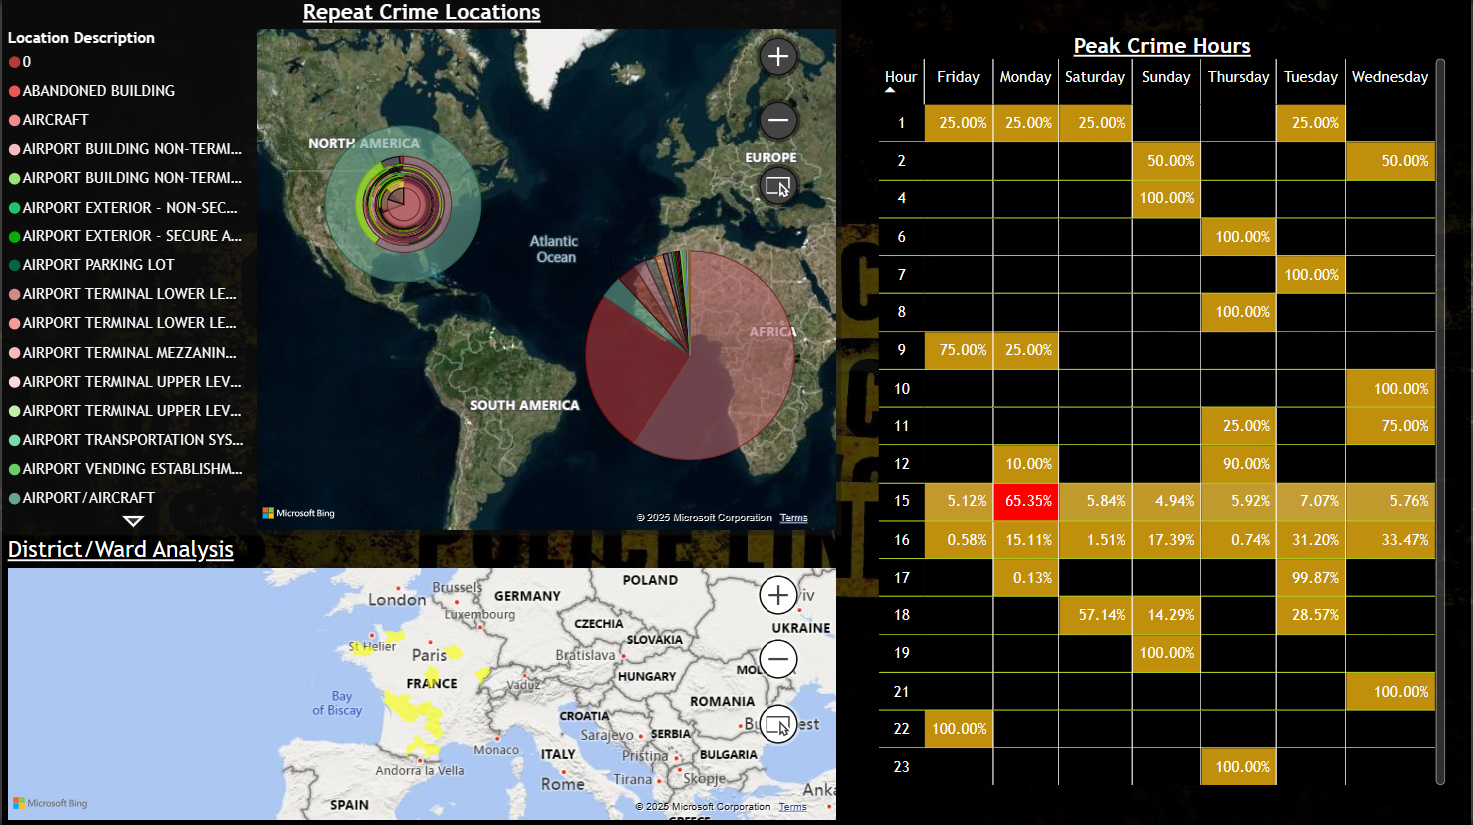 Repeat Crime Locations
Location Description
0
ABANDONED BUILDING
AIRCRAFT
AIRPORT BUILDING NON-TERMI...
AIRPORT BUILDING NON-TERMI...
AIRPORT EXTERIOR - NON-SEC...
AIRPORT EXTERIOR - SECURE A...
AIRPORT PARKING LOT
AIRPORT TERMINAL LOWER LE...
AIRPORT TERMINAL LOWER LE...
AIRPORT TERMINAL MEZZANIN...
AIRPORT TERMINAL UPPER LEV...
AIRPORT TERMINAL UPPER LEV...
AIRPORT TRANSPORTATION SYS...
AIRPORT VENDING ESTABLISHM...
AIRPORT/AIRCRAFT
NORTH AMERICA
EUROPE
Atlantic
Ocean
AFRICA
SOUTH AMERICA
Microsoft Bing
© 2025 Microsoft Corporation Terms
District/Ward Analysis
POLAND
London
Brussels
GERMANY
Luxembourg
UKRAINE
CZECHIA
SLOVAKIA
St Helier
Paris
Bratislava
FRANCE
Vaduz
HUNGARY
Bay
of Biscay
ROMANIA
CROATIA
Sarajevo
SERBIA
Monaco
ITALY
Pristina
BULGARIA
Andorra la Vella
Rome
Tirana
Skopje
SPAIN
Microsoft Bing
© 2025 Microsoft Corporation Terms
Peak Crime Hours
Hour Friday Monday Saturday Sunday Thursday Tuesday Wednesday
1 25.00% 25.00% 25.00% 25.00%
2 50.00% 50.00%
4 100.00%
6 100.00%
7 100.00%
8 100.00%
9 75.00% 25.00%
10 100.00%
11 25.00% 75.00%
12 10.00% 90.00%
15 5.12% 65.35% 5.84% 4.94% 5.92% 7.07% 5.76%
16 0.58% 15.11% 1.51% 17.39% 0.74% 31.20% 33.47%
17 0.13% 99.87%
18 57.14% 14.29% 28.57%
19 100.00%
21 100.00%
22 100.00%
23 100.00%